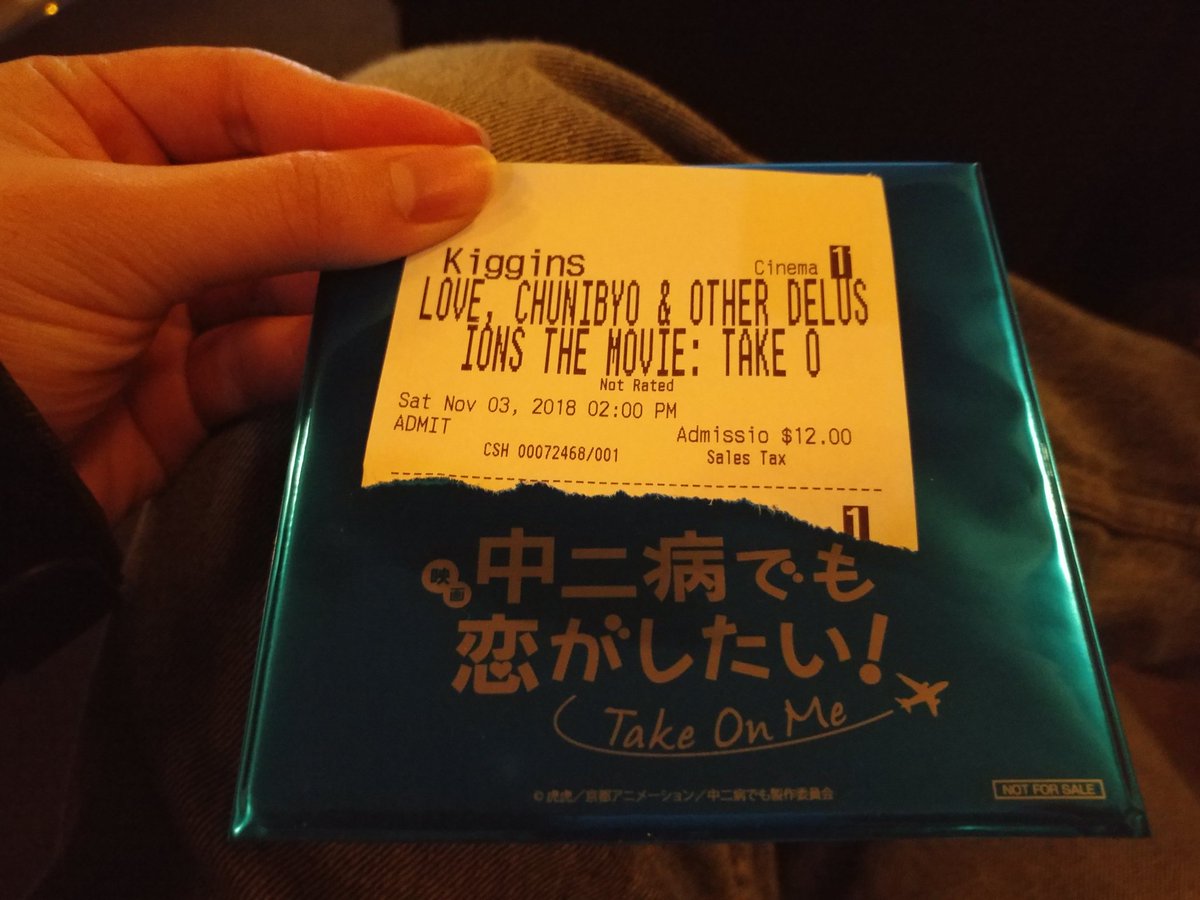 Kiggins
Cinema 1
LOVE, CHUNIBYO & OTHER DELUS
IONS THE MOVIE: TAKE O
Not Rated
Sat Nov 03, 2018 02:00 PM
ADMIT
Admissio $12.00
CSH 00072468/001
Sales Tax
1
映画
中二病でも
恋がしたい!
Take On Me
© 虎虎/京都アニメーション/中二病でも製作委員会
NOT FOR SALE